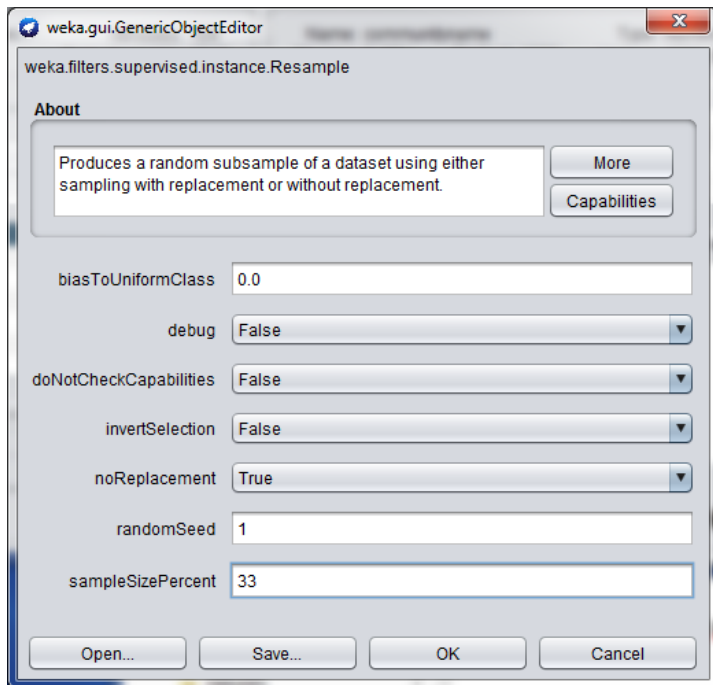 weka.gui.GenericObjectEditor
weka.filters.supervised.instance.Resample
About
Produces a random subsample of a dataset using either
sampling with replacement or without replacement.
More
Capabilities
biasToUniformClass 0.0
debug False
doNotCheckCapabilities False
invertSelection False
noReplacement True
randomSeed 1
sampleSizePercent 33
Open... Save... OK Cancel